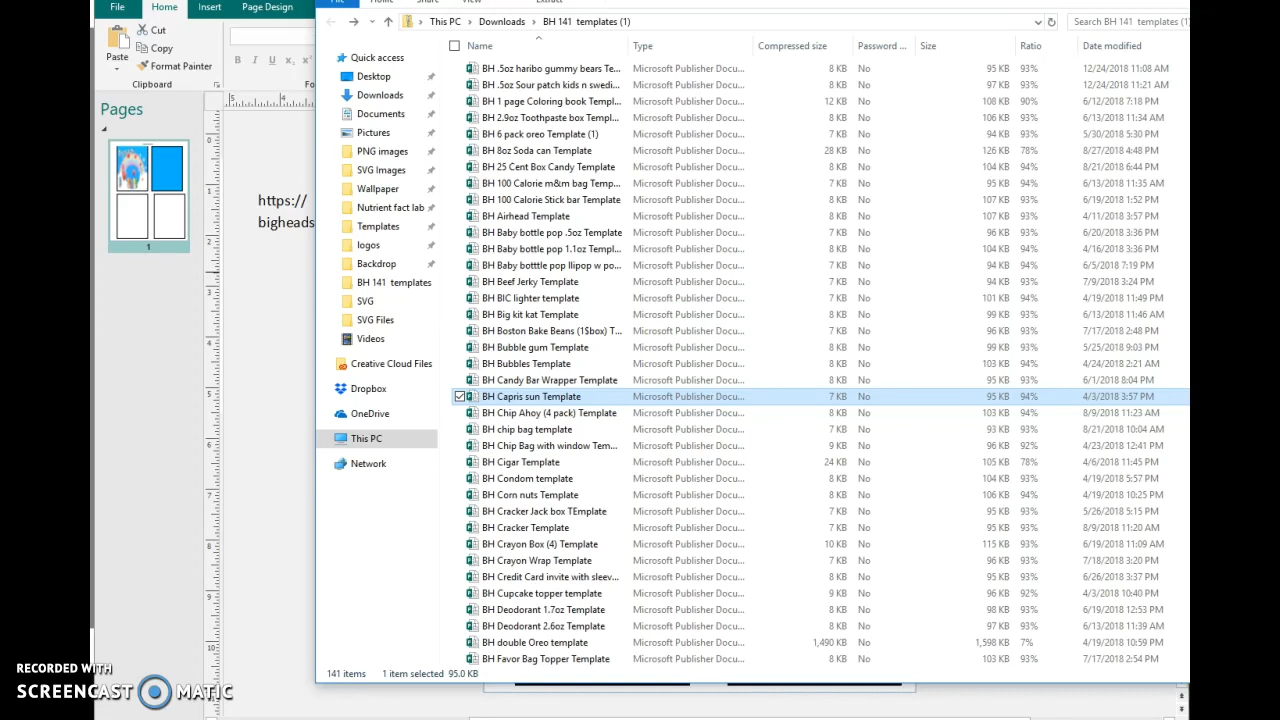 File Home Insert Page Design
Home Share View Extract
Paste
Cut
Copy
Format Painter
Clipboard
B I U
Pages
1
https://
bigheads
This PC > Downloads > BH 141 templates (1)
Search BH 141 templates (1)
Quick access
Desktop
Downloads
Documents
Pictures
PNG images
SVG Images
Wallpaper
Nutrient fact lab
Templates
logos
Backdrop
BH 141 templates
SVG
SVG Files
Videos
Creative Cloud Files
Dropbox
OneDrive
This PC
Network
Name Type Compressed size Password ... Size Ratio Date modified
BH .5oz haribo gummy bears Te... Microsoft Publisher Docu... 8 KB No 95 KB 93% 12/24/2018 11:08 AM
BH .5oz Sour patch kids n swedi... Microsoft Publisher Docu... 8 KB No 97 KB 93% 12/24/2018 11:21 AM
BH 1 page Coloring book Templ... Microsoft Publisher Docu... 12 KB No 108 KB 90% 6/12/2018 7:18 PM
BH 2.9oz Toothpaste box Templ... Microsoft Publisher Docu... 8 KB No 106 KB 93% 6/13/2018 11:34 AM
BH 6 pack oreo Template (1) Microsoft Publisher Docu... 7 KB No 94 KB 93% 5/30/2018 5:30 PM
BH 8oz Soda can Template Microsoft Publisher Docu... 28 KB No 126 KB 78% 8/27/2018 4:48 PM
BH 25 Cent Box Candy Template Microsoft Publisher Docu... 8 KB No 104 KB 93% 8/21/2018 6:44 PM
BH 100 Calorie m&m bag Temp... Microsoft Publisher Docu... 7 KB No 95 KB 94% 6/13/2018 11:35 AM
BH 100 Calorie Stick bar Template Microsoft Publisher Docu... 8 KB No 107 KB 93% 6/19/2018 1:52 PM
BH Airhead Template Microsoft Publisher Docu... 8 KB No 107 KB 93% 4/11/2018 3:57 PM
BH Baby bottle pop .5oz Template Microsoft Publisher Docu... 7 KB No 96 KB 93% 6/20/2018 3:36 PM
BH Baby bottle pop 1.1oz Templ... Microsoft Publisher Docu... 8 KB No 104 KB 94% 4/16/2018 3:36 PM
BH Baby botttle pop llipop w po... Microsoft Publisher Docu... 7 KB No 94 KB 94% 6/5/2018 7:19 PM
BH Beef Jerky Template Microsoft Publisher Docu... 8 KB No 94 KB 93% 7/9/2018 3:24 PM
BH BIC lighter template Microsoft Publisher Docu... 7 KB No 101 KB 94% 4/19/2018 11:49 PM
BH Big kit kat Template Microsoft Publisher Docu... 8 KB No 99 KB 93% 6/13/2018 11:46 AM
BH Boston Bake Beans (1$box) T... Microsoft Publisher Docu... 7 KB No 96 KB 93% 7/17/2018 2:48 PM
BH Bubble gum Template Microsoft Publisher Docu... 8 KB No 99 KB 93% 5/25/2018 9:03 PM
BH Bubbles Template Microsoft Publisher Docu... 7 KB No 103 KB 94% 4/24/2018 2:21 AM
BH Candy Bar Wrapper Template Microsoft Publisher Docu... 8 KB No 95 KB 93% 6/1/2018 8:04 PM
BH Capris sun Template Microsoft Publisher Docu... 7 KB No 95 KB 94% 4/3/2018 3:57 PM
BH Chip Ahoy (4 pack) Template Microsoft Publisher Docu... 8 KB No 103 KB 93% 8/9/2018 11:23 AM
BH chip bag template Microsoft Publisher Docu... 7 KB No 93 KB 93% 8/21/2018 10:04 AM
BH Chip Bag with window Tem... Microsoft Publisher Docu... 9 KB No 96 KB 92% 4/23/2018 12:41 PM
BH Cigar Template Microsoft Publisher Docu... 24 KB No 105 KB 78% 4/6/2018 11:45 PM
BH Condom template Microsoft Publisher Docu... 8 KB No 104 KB 93% 4/19/2018 5:57 PM
BH Corn nuts Template Microsoft Publisher Docu... 8 KB No 106 KB 94% 4/19/2018 10:25 PM
BH Cracker Jack box TEmplate Microsoft Publisher Docu... 7 KB No 95 KB 93% 5/26/2018 5:15 PM
BH Cracker Template Microsoft Publisher Docu... 7 KB No 95 KB 93% 8/9/2018 11:20 AM
BH Crayon Box (4) Template Microsoft Publisher Docu... 10 KB No 115 KB 92% 6/19/2018 11:09 AM
BH Crayon Wrap Template Microsoft Publisher Docu... 7 KB No 96 KB 93% 7/18/2018 3:20 PM
BH Credit Card invite with sleev... Microsoft Publisher Docu... 8 KB No 95 KB 93% 6/26/2018 3:37 PM
BH Cupcake topper template Microsoft Publisher Docu... 9 KB No 96 KB 92% 4/3/2018 10:40 PM
BH Deodorant 1.7oz Template Microsoft Publisher Docu... 8 KB No 98 KB 93% 6/19/2018 12:53 PM
BH Deodorant 2.6oz Template Microsoft Publisher Docu... 8 KB No 106 KB 93% 6/13/2018 11:39 AM
BH double Oreo template Microsoft Publisher Docu... 1,490 KB No 1,598 KB 7% 4/19/2018 10:59 PM
BH Favor Bag Topper Template Microsoft Publisher Docu... 8 KB No 103 KB 93% 7/17/2018 2:54 PM
141 items 1 item selected 95.0 KB
RECORDED WITH
SCREENCAST MATIC